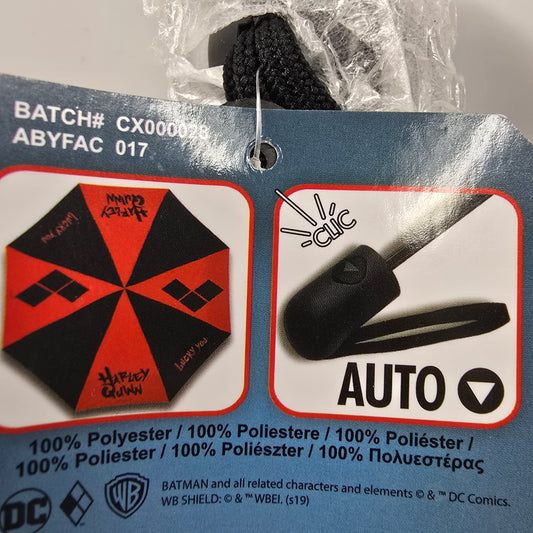 BATCH# CX000028
ABYFAC 017
HARLEY
QUINN
LUCKY YOU
LUCKY YOU
HARLEY
QUINN
CLIC
AUTO
100% Polyester / 100% Poliestere / 100% Poliéster /
100% Poliester / 100% Poliészter / 100% Πολυεστέρας
DC
WB
BATMAN and all related characters and elements © & ™ DC Comics.
WB SHIELD: © & ™ WBEI. (s19)